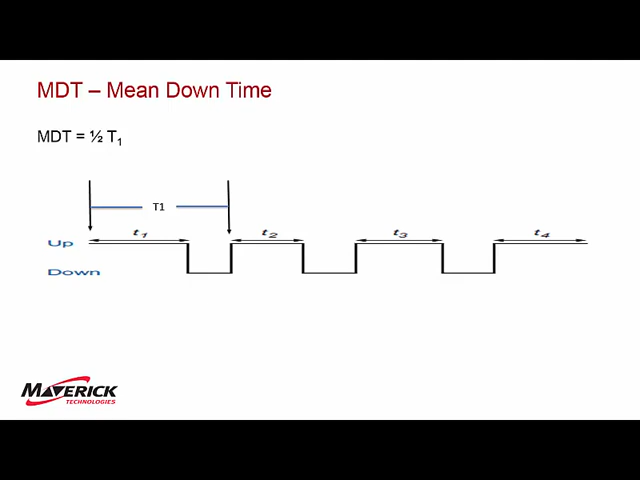 MDT – Mean Down Time
MDT = ½ T₁
T1
t₁ t₂ t₃ t₄
Up
Down
MAVERICK
TECHNOLOGIES